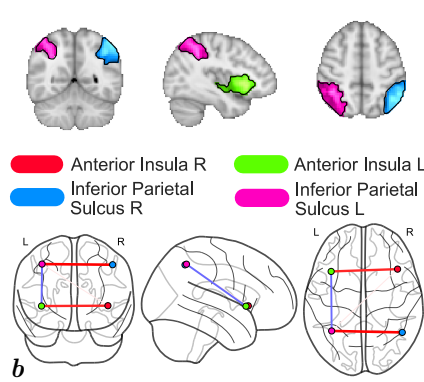 Anterior Insula R
Anterior Insula L
Inferior Parietal
Sulcus R
Inferior Parietal
Sulcus L
L R
L R
b